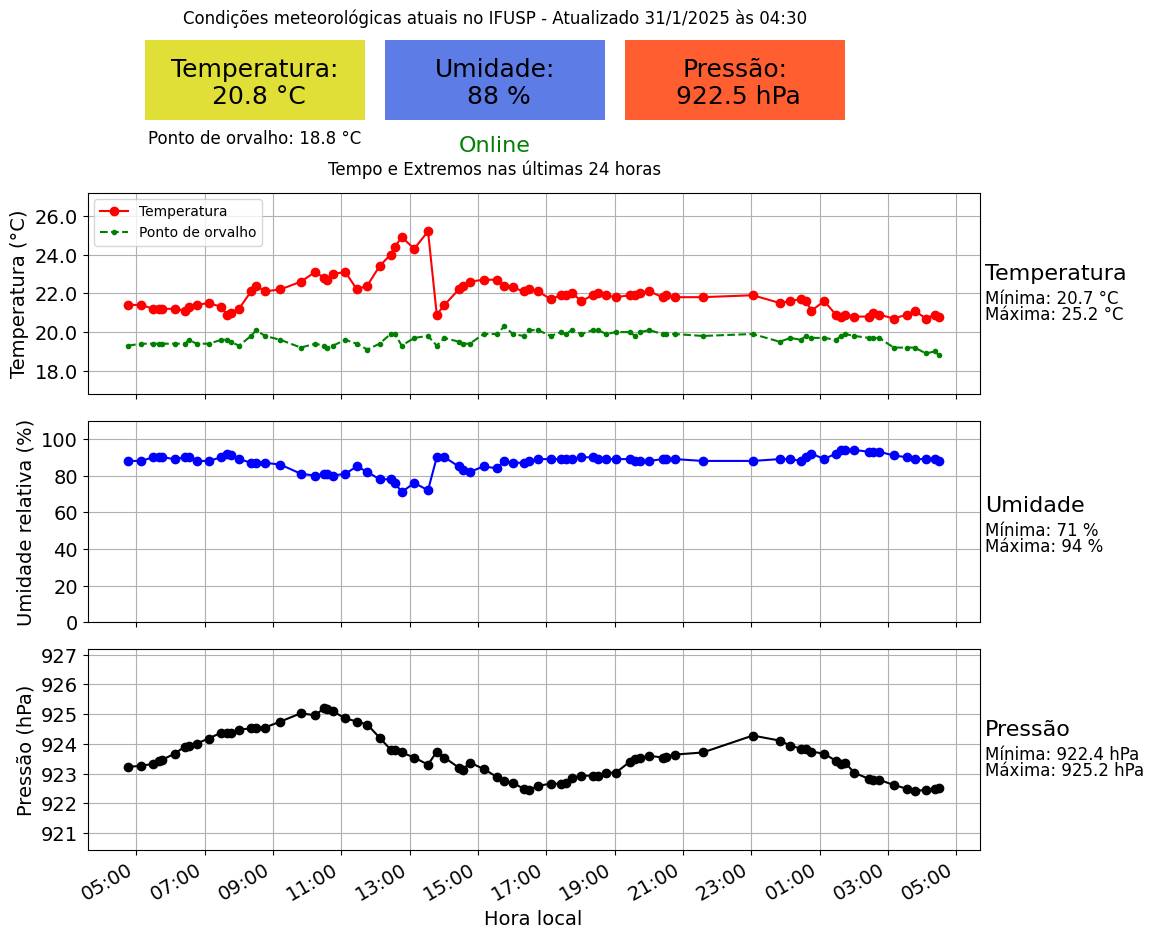 Condições meteorológicas atuais no IFUSP - Atualizado 31/1/2025 às 04:30
Temperatura:
20.8 °C
Umidade:
88 %
Pressão:
922.5 hPa
Ponto de orvalho: 18.8 °C
Online
Tempo e Extremos nas últimas 24 horas
Temperatura (°C)
26.0
24.0
22.0
20.0
18.0
Temperatura
Ponto de orvalho
Temperatura
Mínima: 20.7 °C
Máxima: 25.2 °C
Umidade relativa (%)
100
80
60
40
20
0
Umidade
Mínima: 71 %
Máxima: 94 %
Pressão (hPa)
927
926
925
924
923
922
921
Pressão
Mínima: 922.4 hPa
Máxima: 925.2 hPa
05:00
07:00
09:00
11:00
13:00
15:00
17:00
19:00
21:00
23:00
01:00
03:00
05:00
Hora local